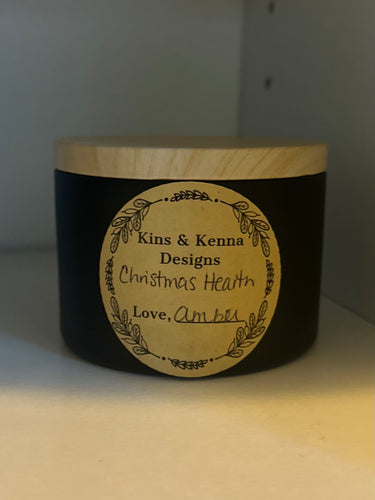 Kins & Kenna
Designs
Christmas Hearth
Love, Amber